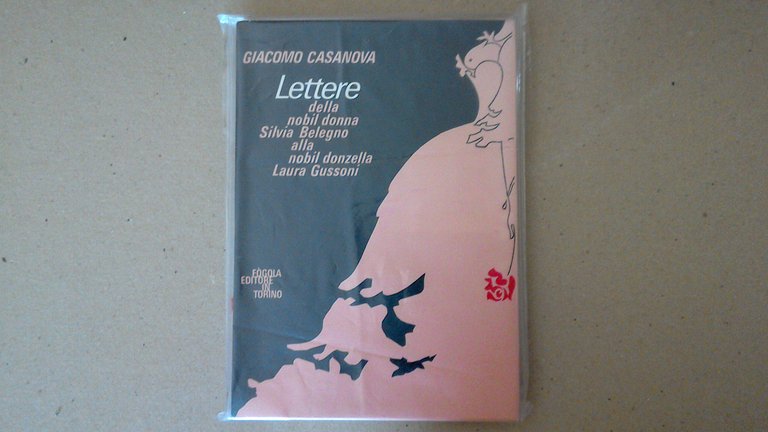 GIACOMO CASANOVA
Lettere
della
nobil donna
Silvia Belegno
alla
nobil donzella
Laura Gussoni
FÒGOLA
EDITORE
IN
TORINO